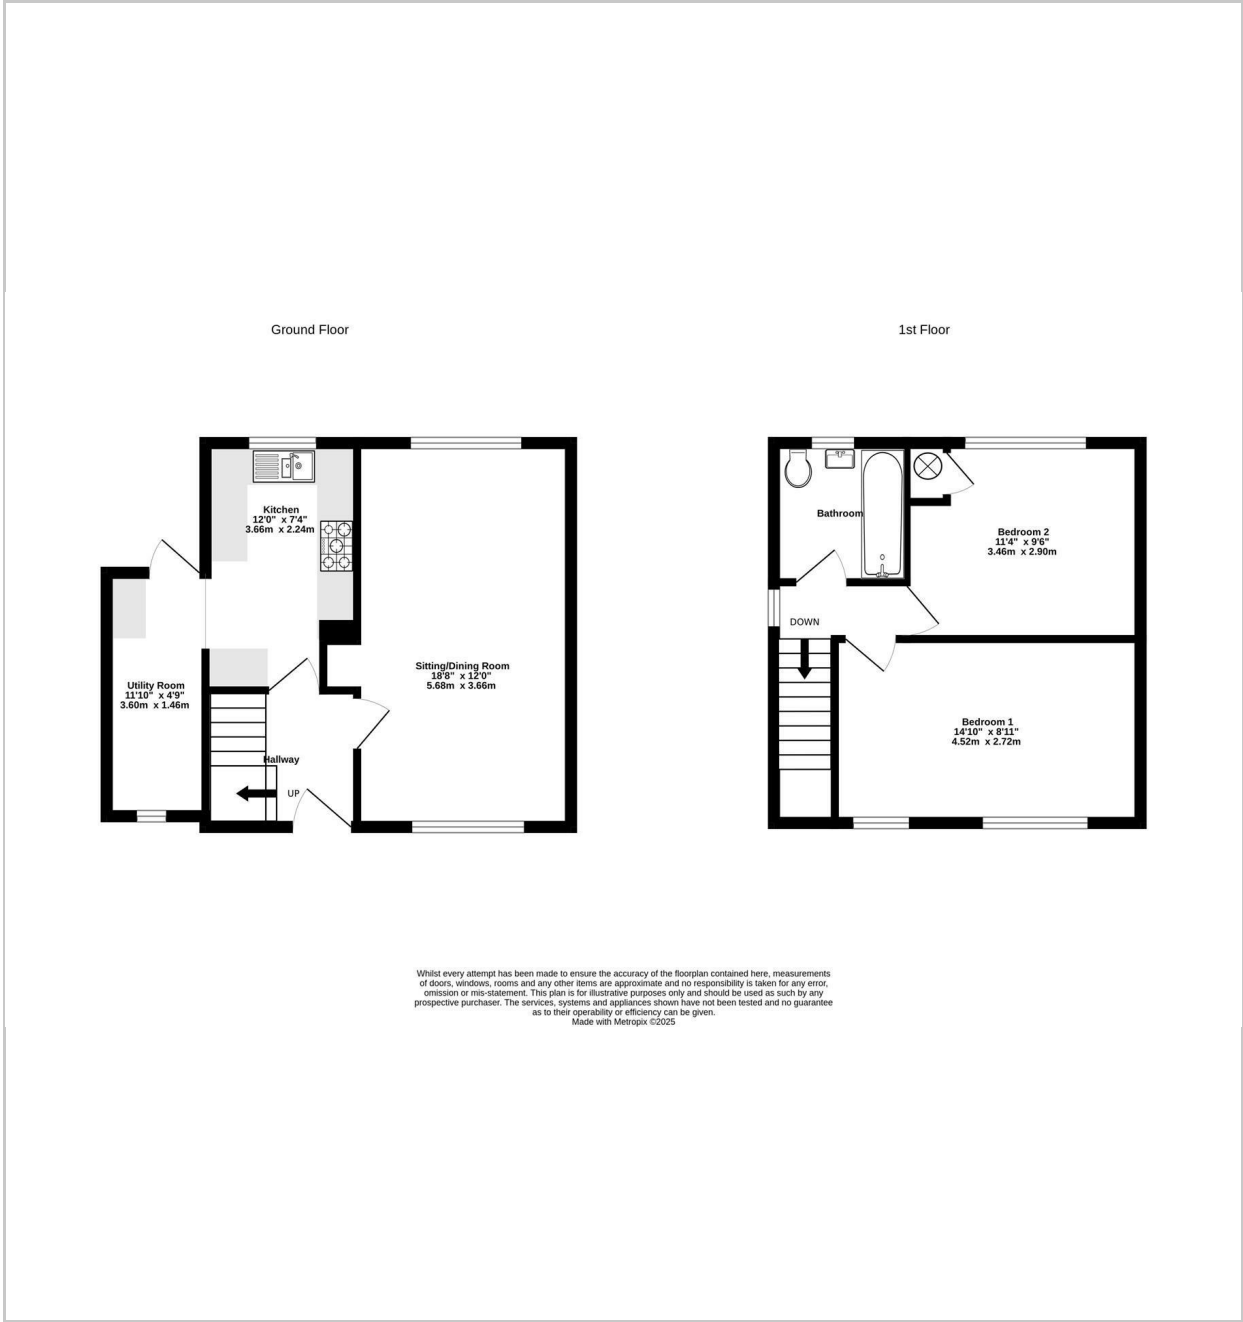 Ground Floor
1st Floor
Kitchen
12'0" x 7'4"
3.66m x 2.24m
Sitting/Dining Room
18'8" x 12'0"
5.68m x 3.66m
Utility Room
11'10" x 4'9"
3.60m x 1.46m
Hallway
UP
Bathroom
Bedroom 2
11'4" x 9'6"
3.46m x 2.90m
DOWN
Bedroom 1
14'10" x 8'11"
4.52m x 2.72m
Whilst every attempt has been made to ensure the accuracy of the floorplan contained here, measurements
of doors, windows, rooms and any other items are approximate and no responsibility is taken for any error,
omission or mis-statement. This plan is for illustrative purposes only and should be used as such by any
prospective purchaser. The services, systems and appliances shown have not been tested and no guarantee
as to their operability or efficiency can be given.
Made with Metropix ©2025